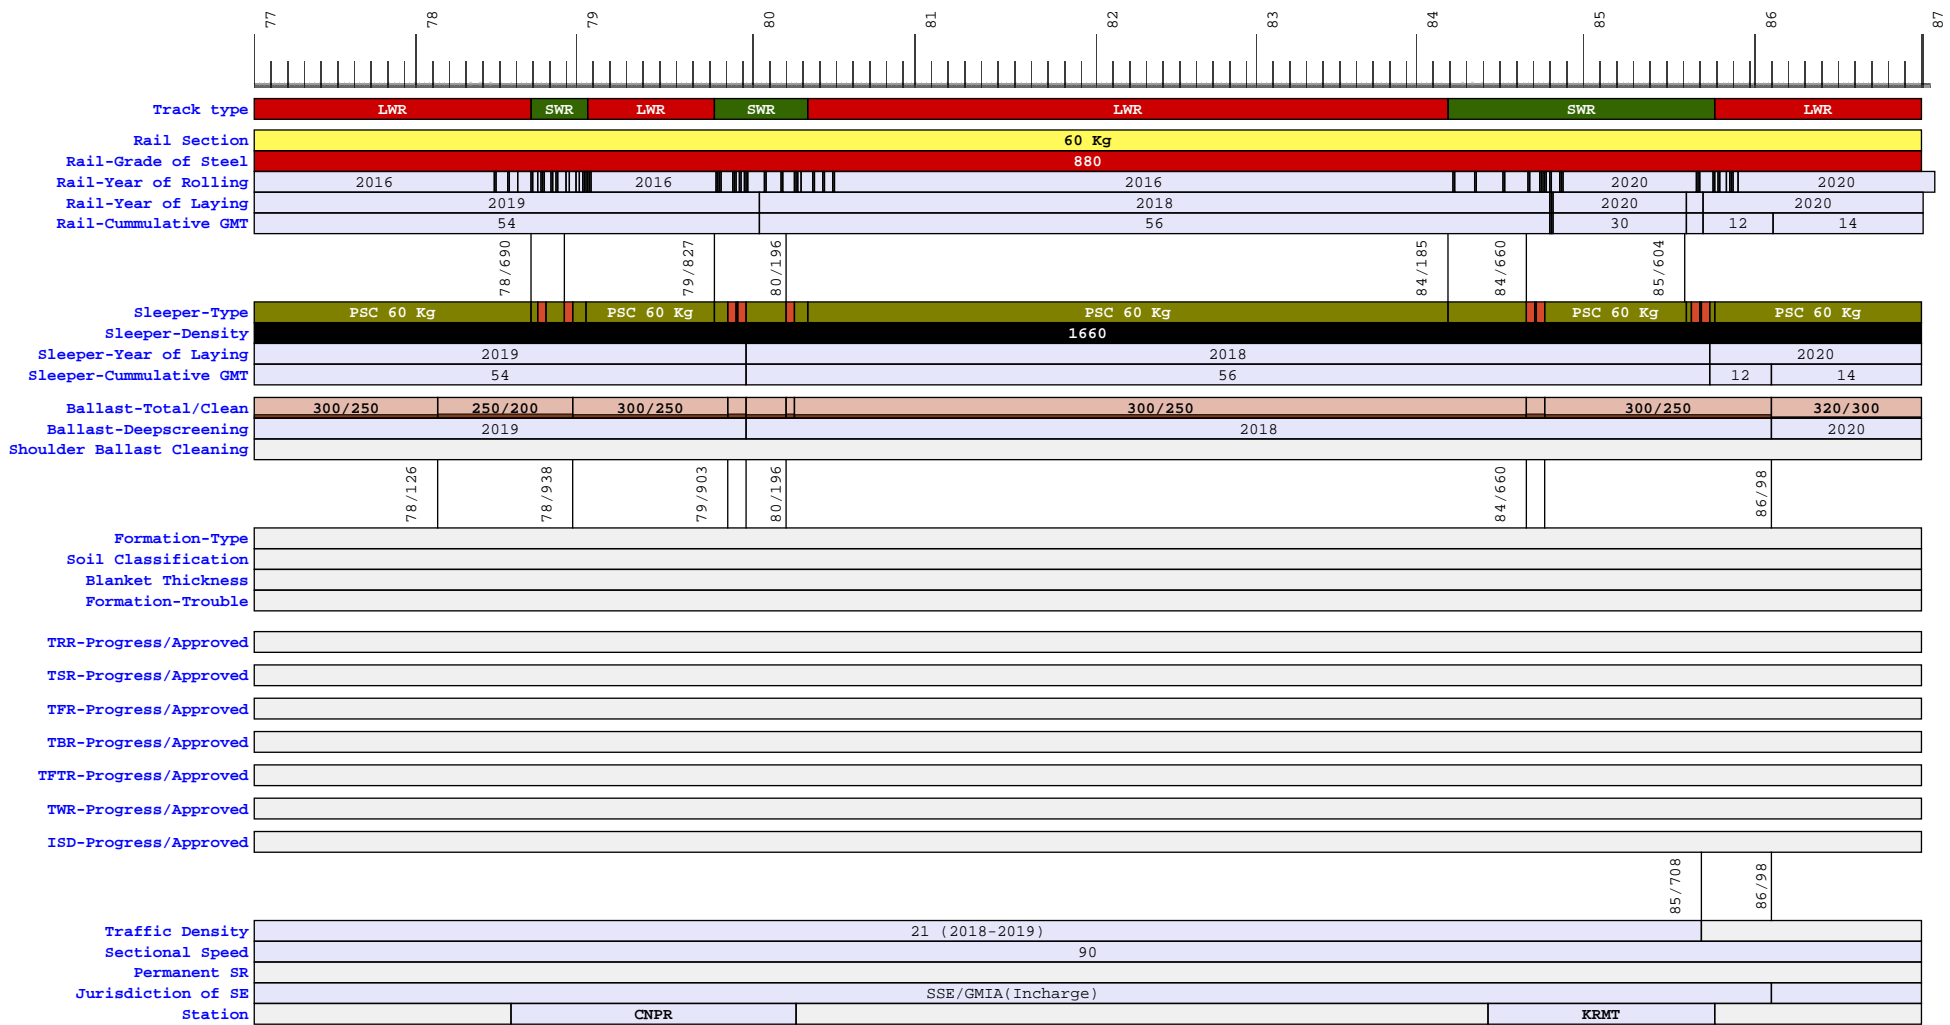 77 78 79 80 81 82 83 84 85 86 87
Track type LWR SWR LWR SWR LWR SWR LWR
Rail Section 60 Kg
Rail-Grade of Steel 880
Rail-Year of Rolling 2016 2016 2016 2020 2020
Rail-Year of Laying 2019 2018 2020 2020
Rail-Cummulative GMT 54 56 30 12 14
78/690 79/827 80/196 84/185 84/660 85/604
Sleeper-Type PSC 60 Kg PSC 60 Kg PSC 60 Kg PSC 60 Kg PSC 60 Kg
Sleeper-Density 1660
Sleeper-Year of Laying 2019 2018 2020
Sleeper-Cummulative GMT 54 56 12 14
Ballast-Total/Clean 300/250 250/200 300/250 300/250 300/250 320/300
Ballast-Deepscreening 2019 2018 2020
Shoulder Ballast Cleaning
78/126 78/938 79/903 80/196 84/660 86/98
Formation-Type
Soil Classification
Blanket Thickness
Formation-Trouble
TRR-Progress/Approved
TSR-Progress/Approved
TFR-Progress/Approved
TBR-Progress/Approved
TFTR-Progress/Approved
TWR-Progress/Approved
ISD-Progress/Approved
85/708 86/98
Traffic Density 21 (2018-2019)
Sectional Speed 90
Permanent SR
Jurisdiction of SE SSE/GMIA(Incharge)
Station CNPR KRMT